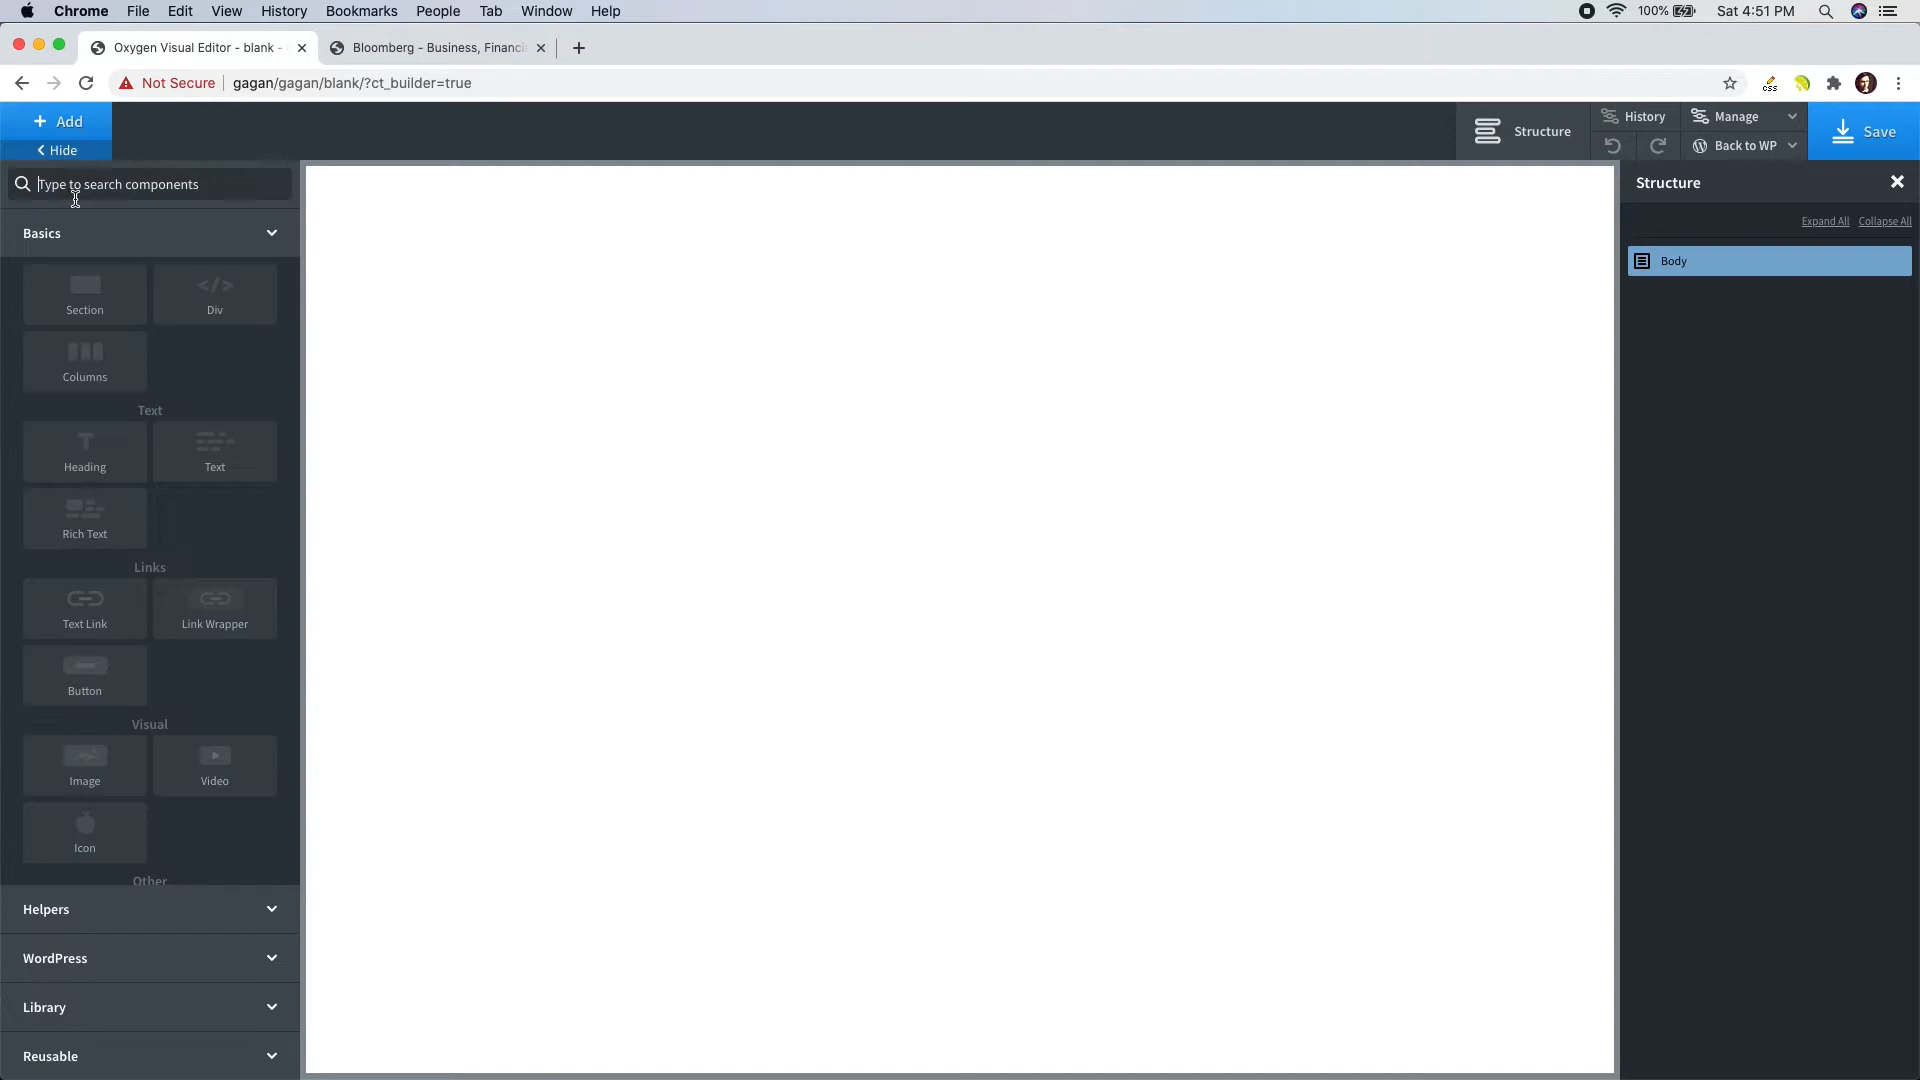 Chrome File Edit View History Bookmarks People Tab Window Help 100% Sat 4:51 PM
Oxygen Visual Editor - blank - Bloomberg - Business, Financi
Not Secure gagan/gagan/blank/?ct_builder=true css
+ Add
Hide
Structure
History
Manage
Back to WP
Save
Type to search components
Basics
Section
</>
Div
Columns
Text
T
Heading
Text
Rich Text
Links
Text Link
Link Wrapper
Button
Visual
Image
Video
Icon
Other
Helpers
WordPress
Library
Reusable
Structure
Expand All Collapse All
Body